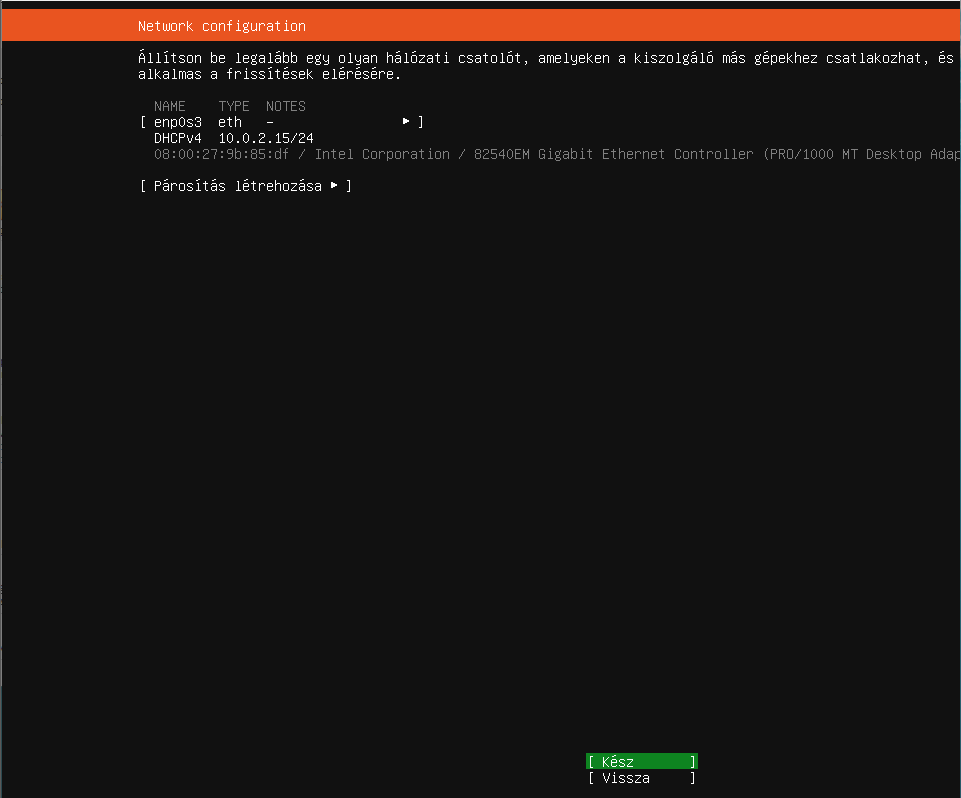 Network configuration
Állítson be legalább egy olyan hálózati csatolót, amelyeken a kiszolgáló más gépekhez csatlakozhat, és
alkalmas a frissítések elérésére.
NAME TYPE NOTES
[ enp0s3 eth – ▸ ]
DHCPv4 10.0.2.15/24
08:00:27:9b:85:df / Intel Corporation / 82540EM Gigabit Ethernet Controller (PRO/1000 MT Desktop Adap
[ Párosítás létrehozása ▸ ]
[ Kész ]
[ Vissza ]